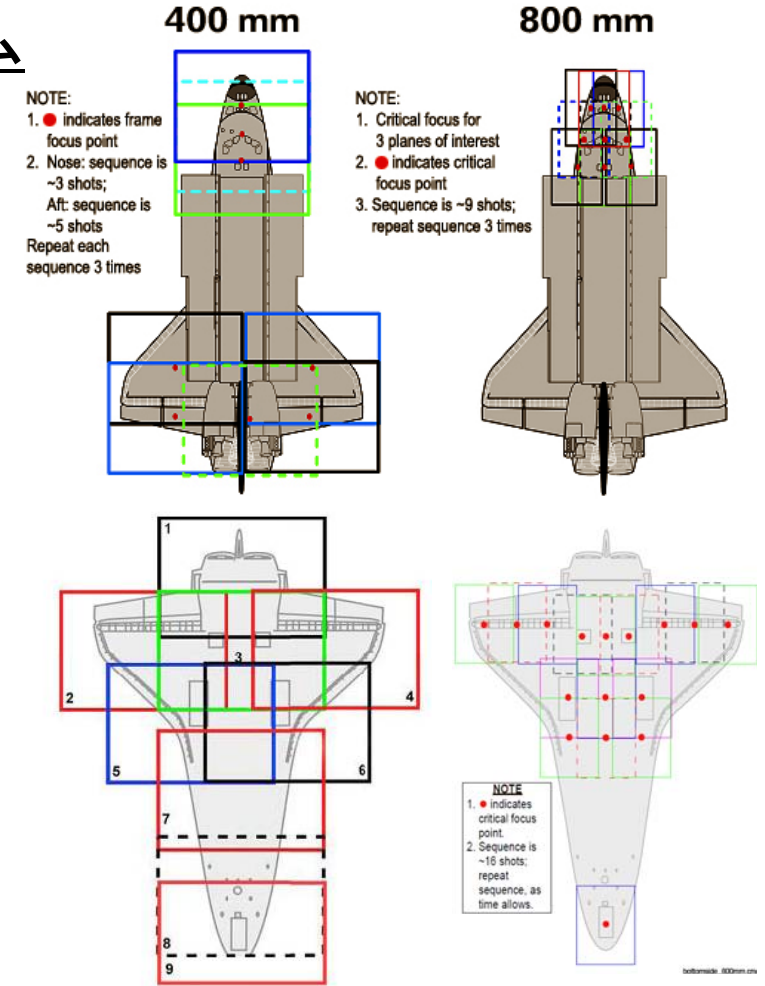 400 mm
800 mm
NOTE:
1. ● indicates frame
focus point
2. Nose: sequence is
~3 shots;
Aft: sequence is
~5 shots
Repeat each
sequence 3 times
NOTE:
1. Critical focus for
3 planes of interest
2. ● indicates critical
focus point
3. Sequence is ~9 shots;
repeat sequence 3 times
1
2
3
4
5
6
7
8
9
NOTE
1. ● indicates
critical focus
point.
2. Sequence is
~16 shots;
repeat
sequence, as
time allows.